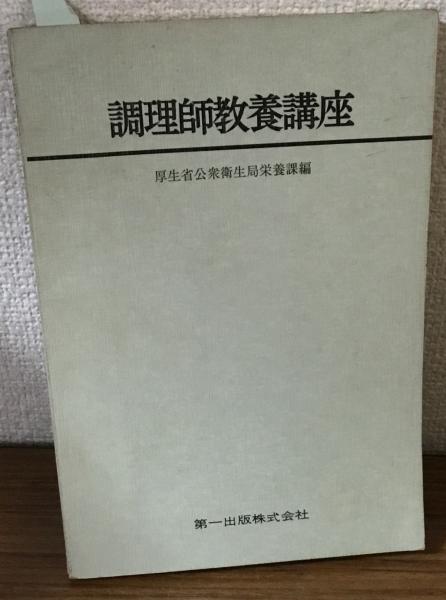 調理師教養講座
厚生省公衆衛生局栄養課編
第一出版株式会社